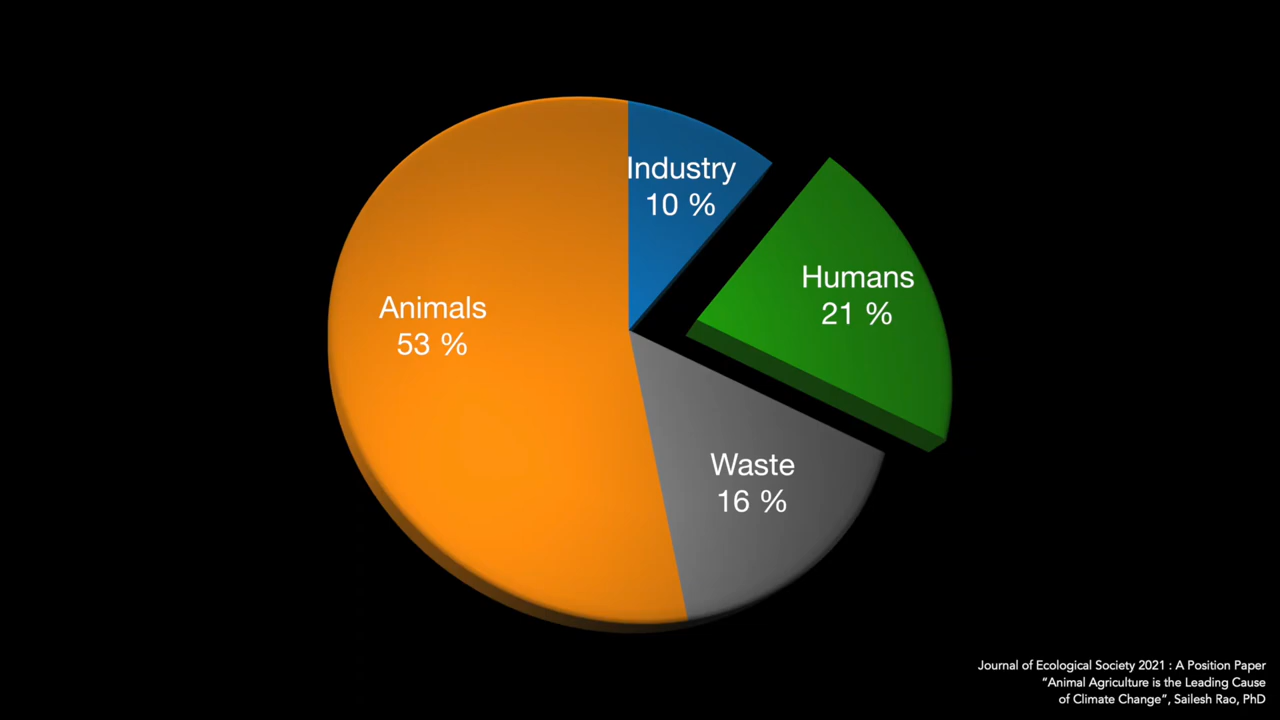 Industry
10 %
Humans
21 %
Animals
53 %
Waste
16 %
Journal of Ecological Society 2021 : A Position Paper
“Animal Agriculture is the Leading Cause
of Climate Change”, Sailesh Rao, PhD